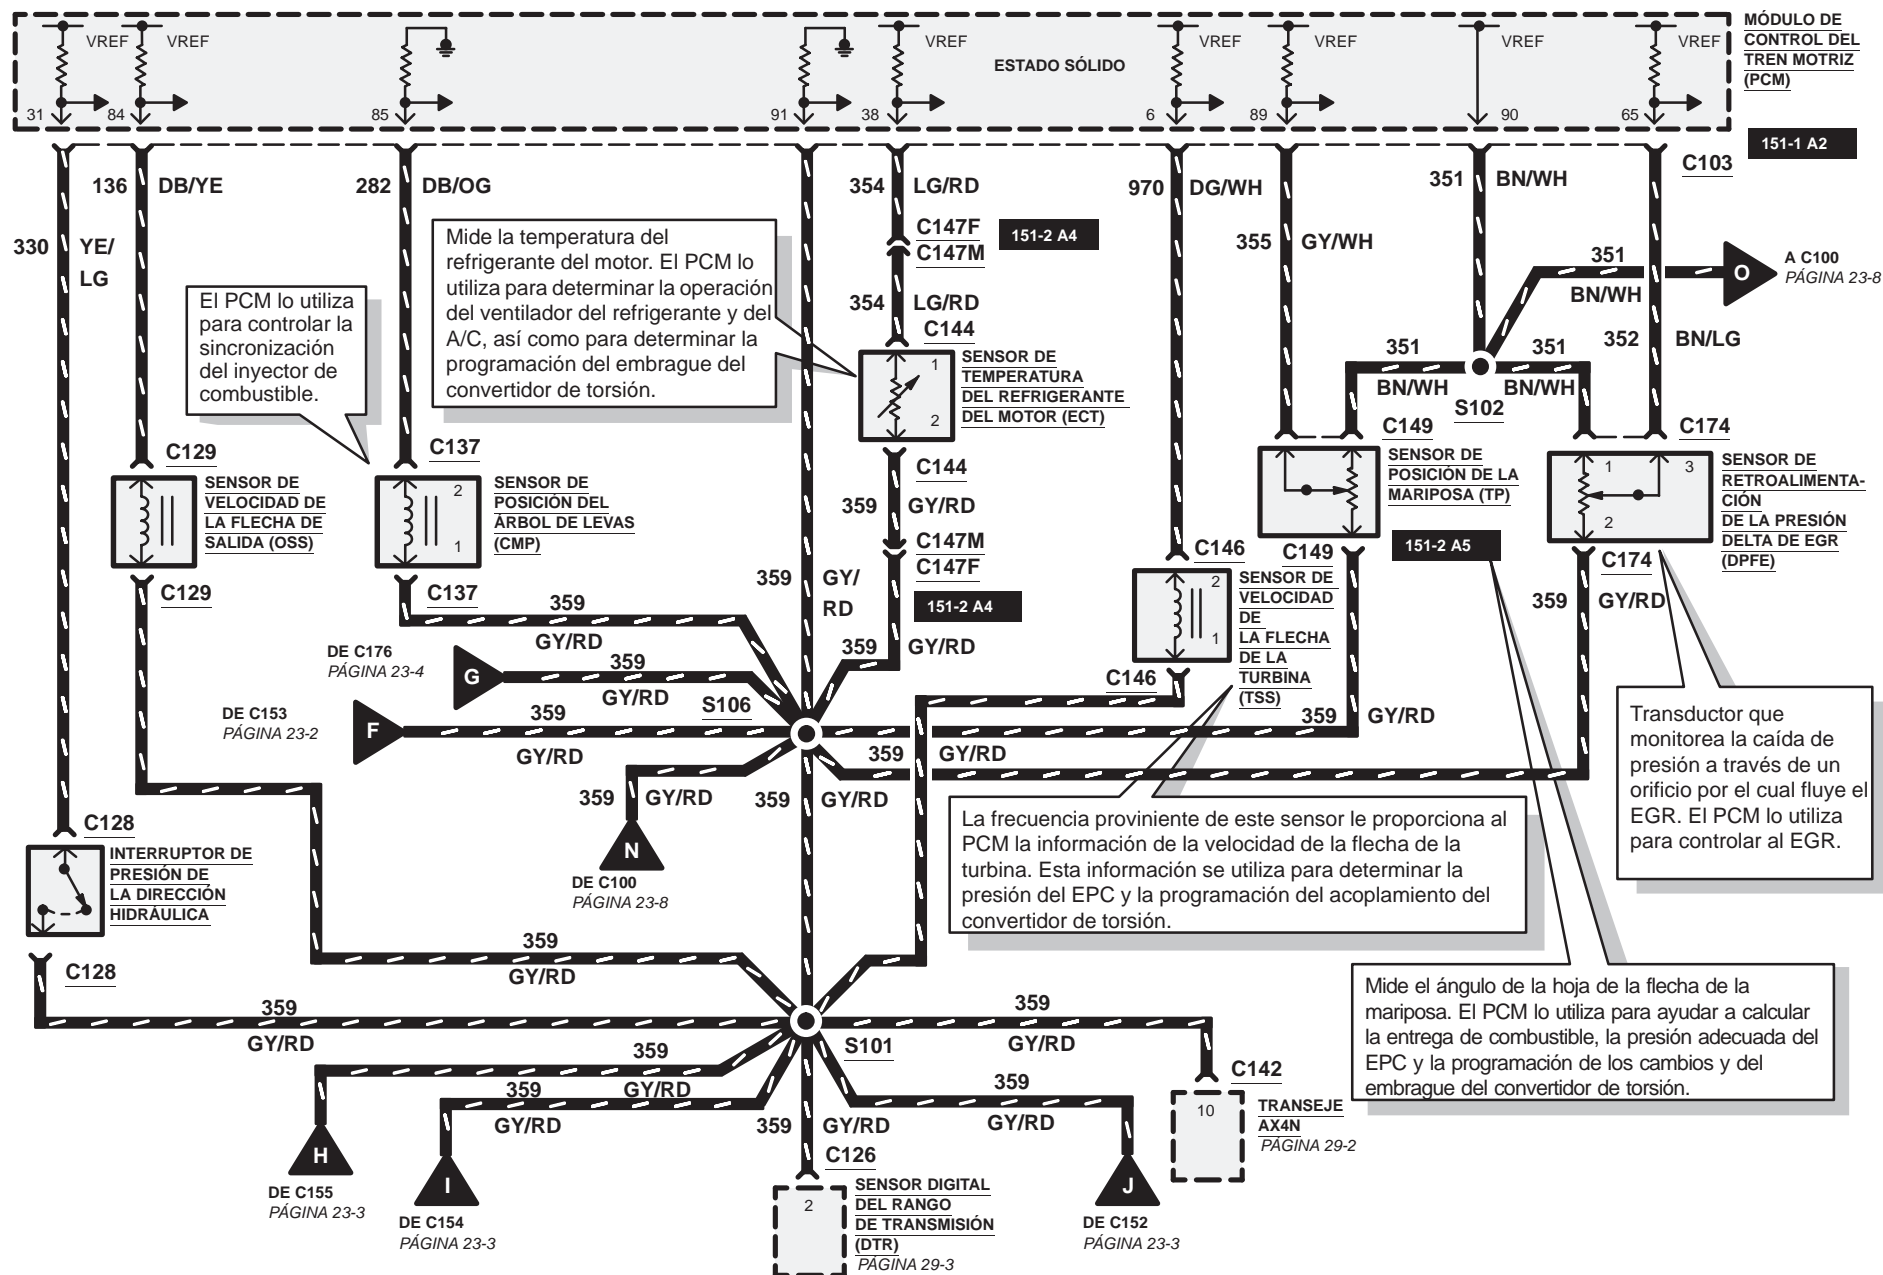 VREF
VREF
VREF
VREF
VREF
VREF
VREF
ESTADO SÓLIDO
MÓDULO DE
CONTROL DEL
TREN MOTRIZ
(PCM)
31
84
85
91
38
6
89
90
65
151-1 A2
C103
136 DB/YE
282 DB/OG
354 LG/RD
970 DG/WH
351 BN/WH
330 YE/
LG
C147F
C147M
151-2 A4
355 GY/WH
351
BN/WH
O
A C100
PÁGINA 23-8
El PCM lo utiliza
para controlar la
sincronización
del inyector de
combustible.
Mide la temperatura del
refrigerante del motor. El PCM lo
utiliza para determinar la operación
del ventilador del refrigerante y del
A/C, así como para determinar la
programación del embrague del
convertidor de torsión.
354 LG/RD
C144
1
2
SENSOR DE
TEMPERATURA
DEL REFRIGERANTE
DEL MOTOR (ECT)
C144
359 GY/RD
C147M
C147F
151-2 A4
359 GY/RD
352 BN/LG
351
BN/WH
351
BN/WH
S102
C149
SENSOR DE
POSICIÓN DE LA
MARIPOSA (TP)
C149
151-2 A5
C174
1
3
2
SENSOR DE
RETROALIMENTA-
CIÓN
DE LA PRESIÓN
DELTA DE EGR
(DPFE)
C174
359 GY/RD
C129
SENSOR DE
VELOCIDAD DE
LA FLECHA DE
SALIDA (OSS)
C129
C137
2
1
SENSOR DE
POSICIÓN DEL
ÁRBOL DE LEVAS
(CMP)
C137
359
GY/RD
359 GY/
RD
C146
2
1
SENSOR DE
VELOCIDAD
DE
LA FLECHA
DE LA
TURBINA
(TSS)
C146
DE C176
PÁGINA 23-4
G
359
GY/RD
DE C153
PÁGINA 23-2
F
359
GY/RD
S106
359 GY/RD
359 GY/RD
359 GY/RD
N
DE C100
PÁGINA 23-8
359 GY/RD
Transductor que
monitorea la caída de
presión a través de un
orificio por el cual fluye el
EGR. El PCM lo utiliza
para controlar al EGR.
La frecuencia proviniente de este sensor le proporciona al
PCM la información de la velocidad de la flecha de la
turbina. Esta información se utiliza para determinar la
presión del EPC y la programación del acoplamiento del
convertidor de torsión.
Mide el ángulo de la hoja de la flecha de la
mariposa. El PCM lo utiliza para ayudar a calcular
la entrega de combustible, la presión adecuada del
EPC y la programación de los cambios y del
embrague del convertidor de torsión.
C128
INTERRUPTOR DE
PRESIÓN DE
LA DIRECCIÓN
HIDRÁULICA
C128
359
GY/RD
359
GY/RD
S101
359
GY/RD
359
GY/RD
H
DE C155
PÁGINA 23-3
359
GY/RD
I
DE C154
PÁGINA 23-3
359 GY/RD
C126
2
SENSOR DIGITAL
DEL RANGO
DE TRANSMISIÓN
(DTR)
PÁGINA 29-3
359
GY/RD
J
DE C152
PÁGINA 23-3
C142
10
TRANSEJE
AX4N
PÁGINA 29-2